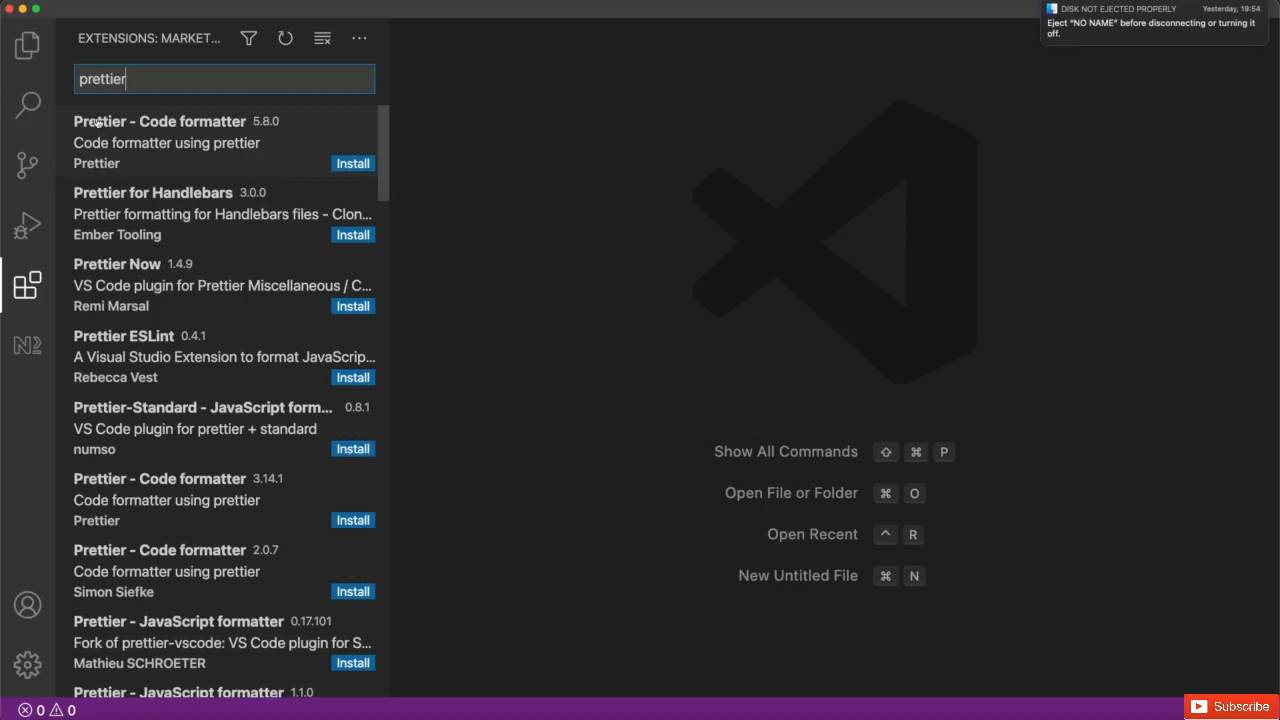 DISK NOT EJECTED PROPERLY Yesterday, 19:54
Eject “NO NAME” before disconnecting or turning it
off.
EXTENSIONS: MARKET...
prettier
Prettier - Code formatter 5.8.0
Code formatter using prettier
Prettier Install
Prettier for Handlebars 3.0.0
Prettier formatting for Handlebars files - Clon...
Ember Tooling Install
Prettier Now 1.4.9
VS Code plugin for Prettier Miscellaneous / C...
Remi Marsal Install
Prettier ESLint 0.4.1
A Visual Studio Extension to format JavaScrip...
Rebecca Vest Install
Prettier-Standard - JavaScript form... 0.8.1
VS Code plugin for prettier + standard
numso Install
Prettier - Code formatter 3.14.1
Code formatter using prettier
Prettier Install
Prettier - Code formatter 2.0.7
Code formatter using prettier
Simon Siefke Install
Prettier - JavaScript formatter 0.17.101
Fork of prettier-vscode: VS Code plugin for S...
Mathieu SCHROETER Install
Prettier - JavaScript formatter 1.1.0
Show All Commands ⇧ ⌘ P
Open File or Folder ⌘ O
Open Recent ^ R
New Untitled File ⌘ N
0 0
Subscribe